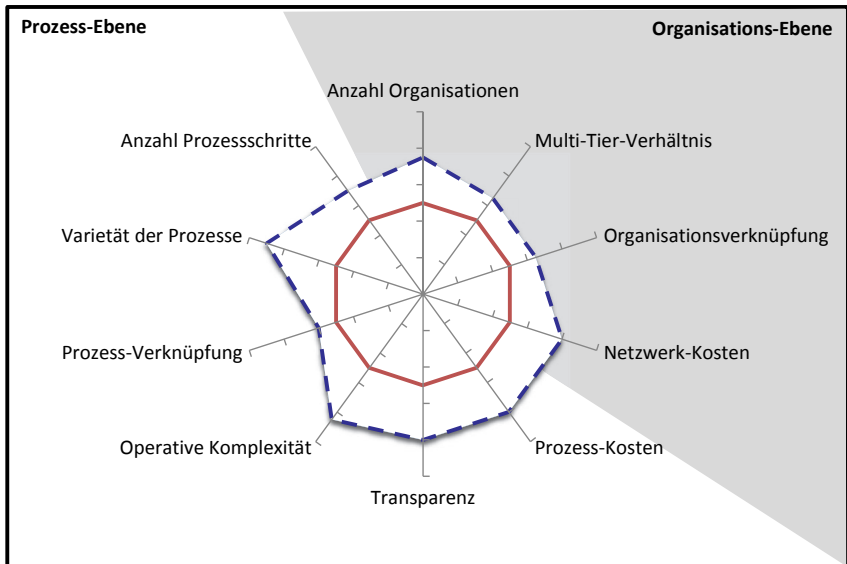 Prozess-Ebene
Organisations-Ebene
Anzahl Organisationen
Anzahl Prozessschritte
Multi-Tier-Verhältnis
Varietät der Prozesse
Organisationsverknüpfung
Prozess-Verknüpfung
Netzwerk-Kosten
Operative Komplexität
Prozess-Kosten
Transparenz